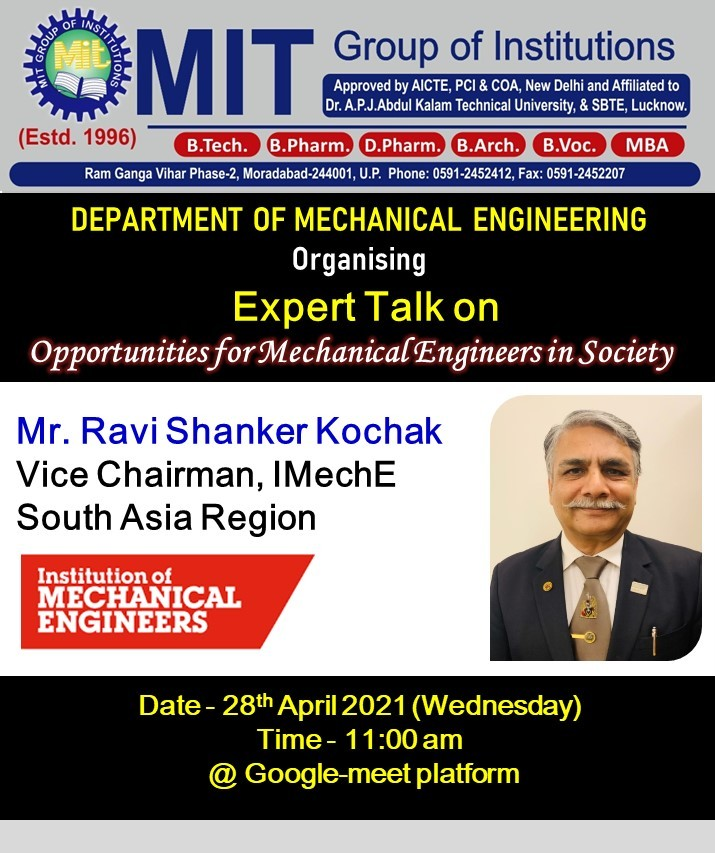 MIT GROUP OF INSTITUTIONS
Mit
MIT
Group of Institutions
Approved by AICTE, PCI & COA, New Delhi and Affiliated to
Dr. A.P.J.Abdul Kalam Technical University, & SBTE, Lucknow.
(Estd. 1996)
B.Tech. B.Pharm. D.Pharm. B.Arch. B.Voc. MBA
Ram Ganga Vihar Phase-2, Moradabad-244001, U.P. Phone: 0591-2452412, Fax: 0591-2452207
DEPARTMENT OF MECHANICAL ENGINEERING
Organising
Expert Talk on
Opportunities for Mechanical Engineers in Society
Mr. Ravi Shanker Kochak
Vice Chairman, IMechE
South Asia Region
Institution of
MECHANICAL
ENGINEERS
Date - 28th April 2021 (Wednesday)
Time - 11:00 am
@ Google-meet platform